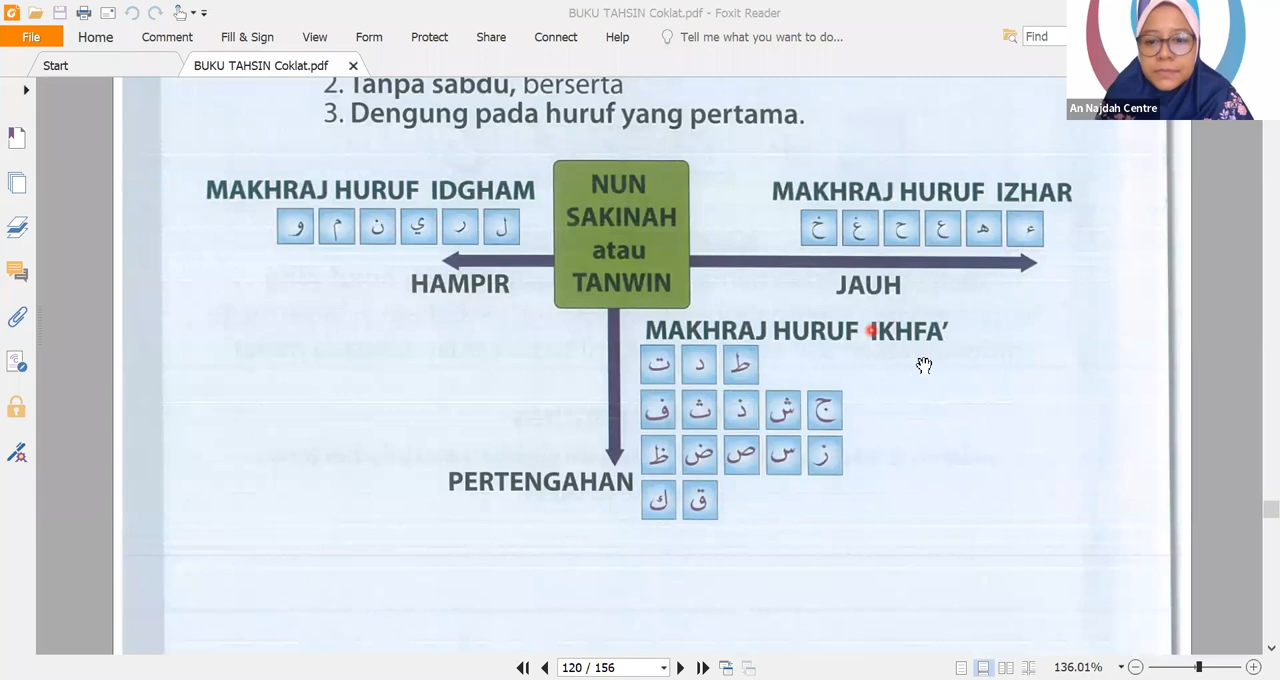 BUKU TAHSIN Coklat.pdf - Foxit Reader
File Home Comment Fill & Sign View Form Protect Share Connect Help Tell me what you want to do... Find
Start BUKU TAHSIN Coklat.pdf
An Najdah Centre
2. Tanpa sabdu, berserta
3. Dengung pada huruf yang pertama.
MAKHRAJ HURUF IDGHAM
و م ن ي ر ل
NUN
SAKINAH
atau
TANWIN
MAKHRAJ HURUF IZHAR
خ غ ح ع ه ء
HAMPIR
JAUH
MAKHRAJ HURUF IKHFA’
ت د ط
ف ث ذ ش ج
ظ ض ص س ز
PERTENGAHAN
ك ق
120 / 156
136.01%